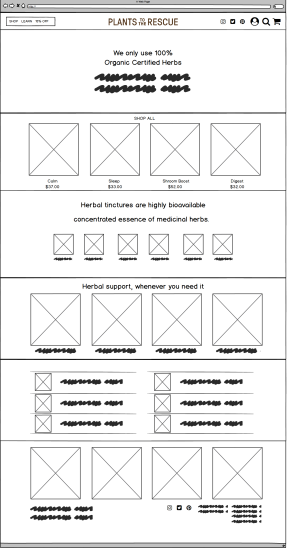 SHOP LEARN 15% OFF
PLANTS TO THE RESCUE
We only use 100%
Organic Certified Herbs
SHOP ALL
Calm Sleep Shroom Boost Digest
$37.00 $33.00 $52.00 $32.00
Herbal tinctures are highly bioavailable
concentrated essence of medicinal herbs.
Herbal support, whenever you need it